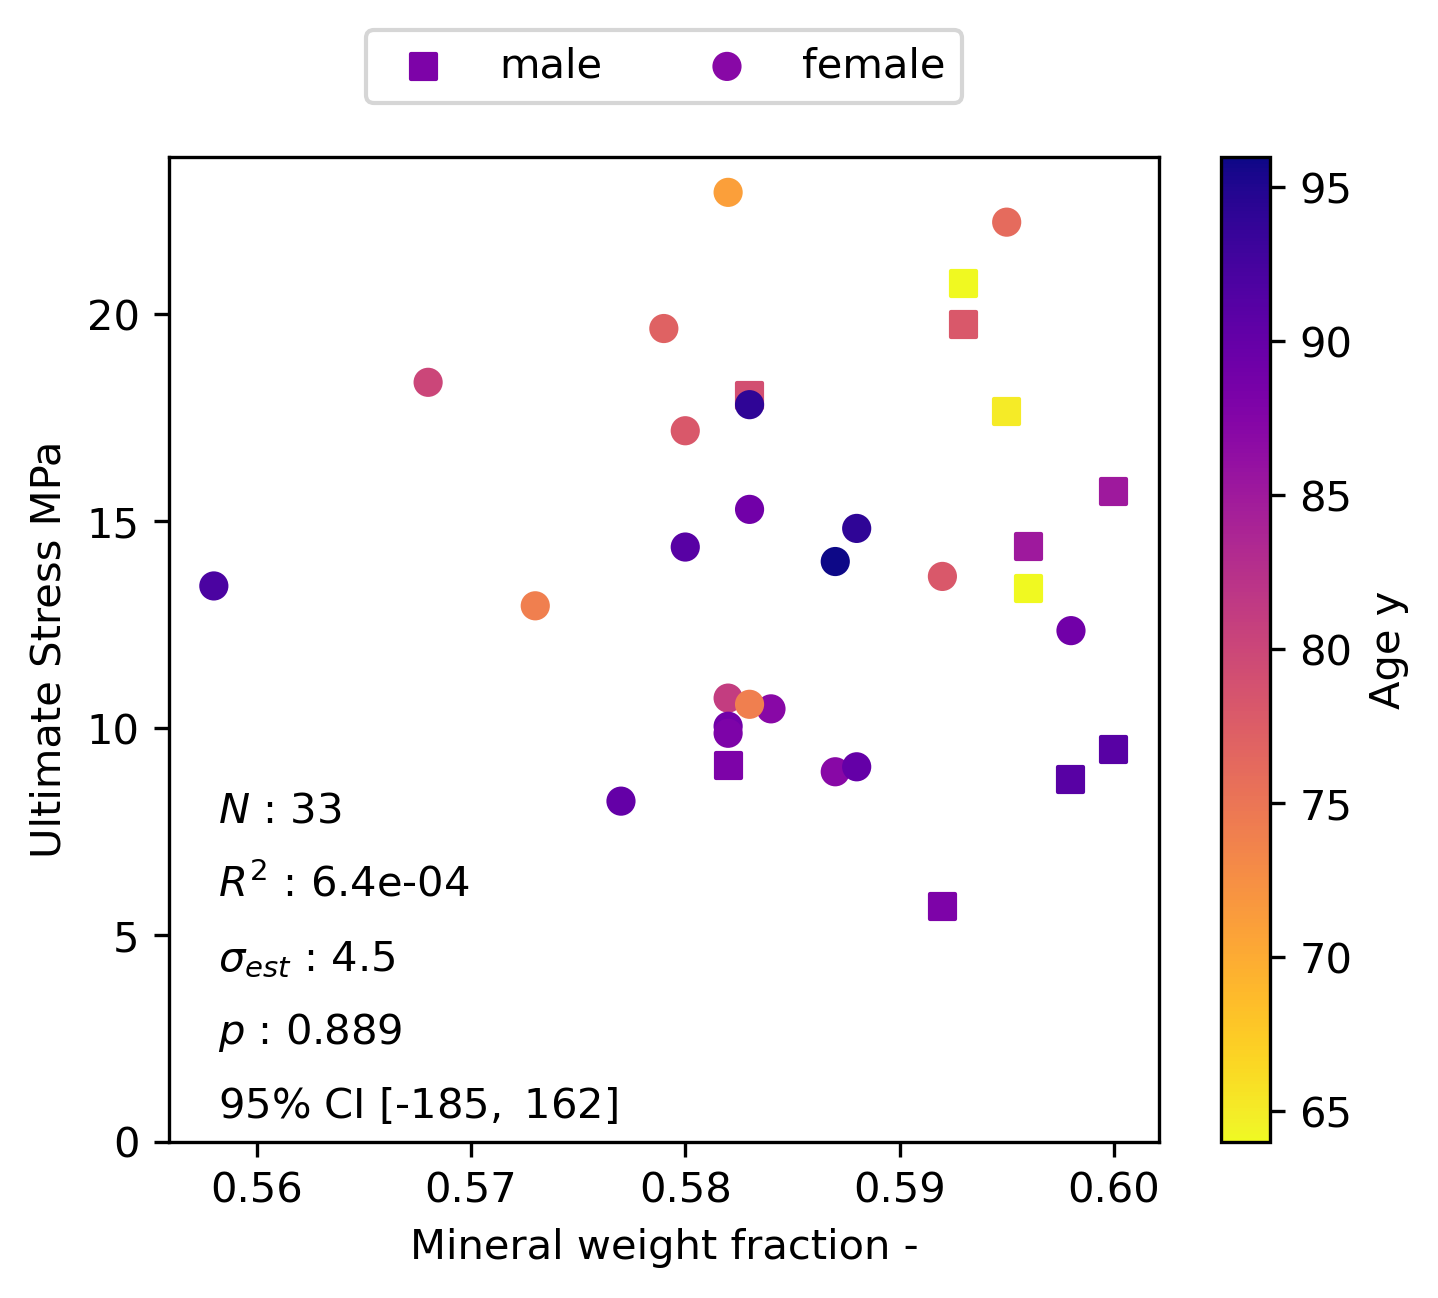 male female
20
15
10
5
0
Ultimate Stress MPa
N : 33
R² : 6.4e-04
σest : 4.5
p : 0.889
95% CI [-185, 162]
0.56 0.57 0.58 0.59 0.60
Mineral weight fraction -
95
90
85
80
75
70
65
Age y